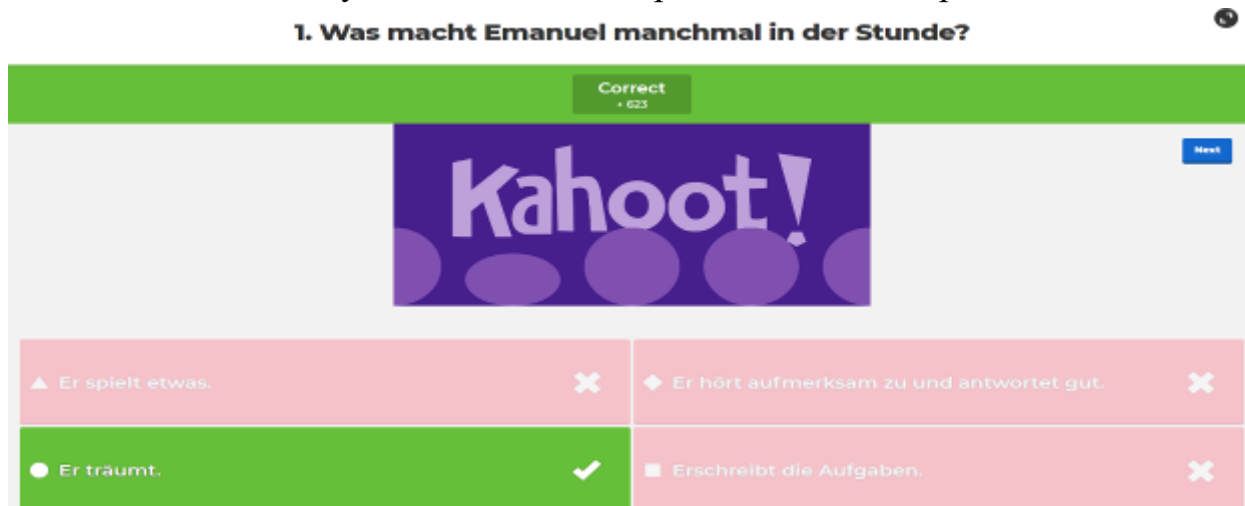 1. Was macht Emanuel manchmal in der Stunde?
Correct
+ 623
Kahoot!
Next
Er spielt etwas.
Er hört aufmerksam zu und antwortet gut.
Er träumt.
Erschreibt die Aufgaben.